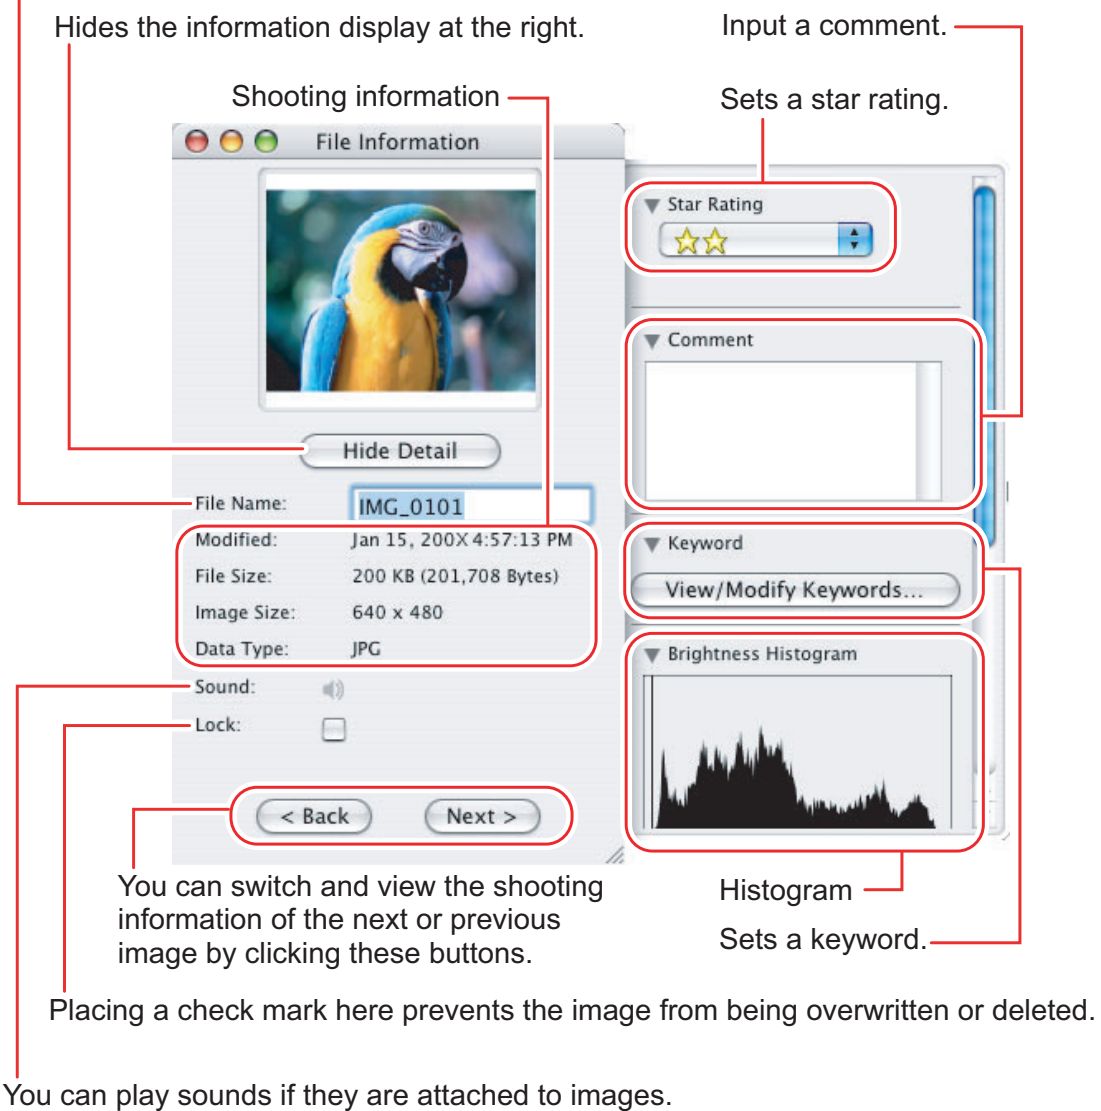 Hides the information display at the right.
Input a comment.
Shooting information
Sets a star rating.
File Information
Star Rating
Comment
Hide Detail
File Name: IMG_0101
Modified: Jan 15, 200X 4:57:13 PM
File Size: 200 KB (201,708 Bytes)
Image Size: 640 x 480
Data Type: JPG
Sound:
Lock:
< Back Next >
Keyword
View/Modify Keywords...
Brightness Histogram
You can switch and view the shooting
information of the next or previous
image by clicking these buttons.
Histogram
Sets a keyword.
Placing a check mark here prevents the image from being overwritten or deleted.
You can play sounds if they are attached to images.